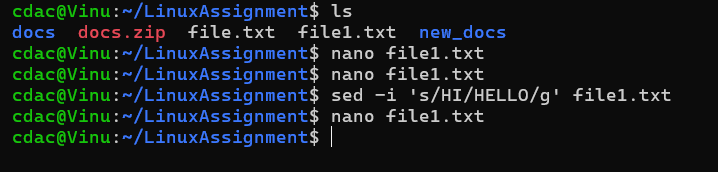 cdac@Vinu:~/LinuxAssignment$ ls
docs docs.zip file.txt file1.txt new_docs
cdac@Vinu:~/LinuxAssignment$ nano file1.txt
cdac@Vinu:~/LinuxAssignment$ nano file1.txt
cdac@Vinu:~/LinuxAssignment$ sed -i 's/HI/HELLO/g' file1.txt
cdac@Vinu:~/LinuxAssignment$ nano file1.txt
cdac@Vinu:~/LinuxAssignment$